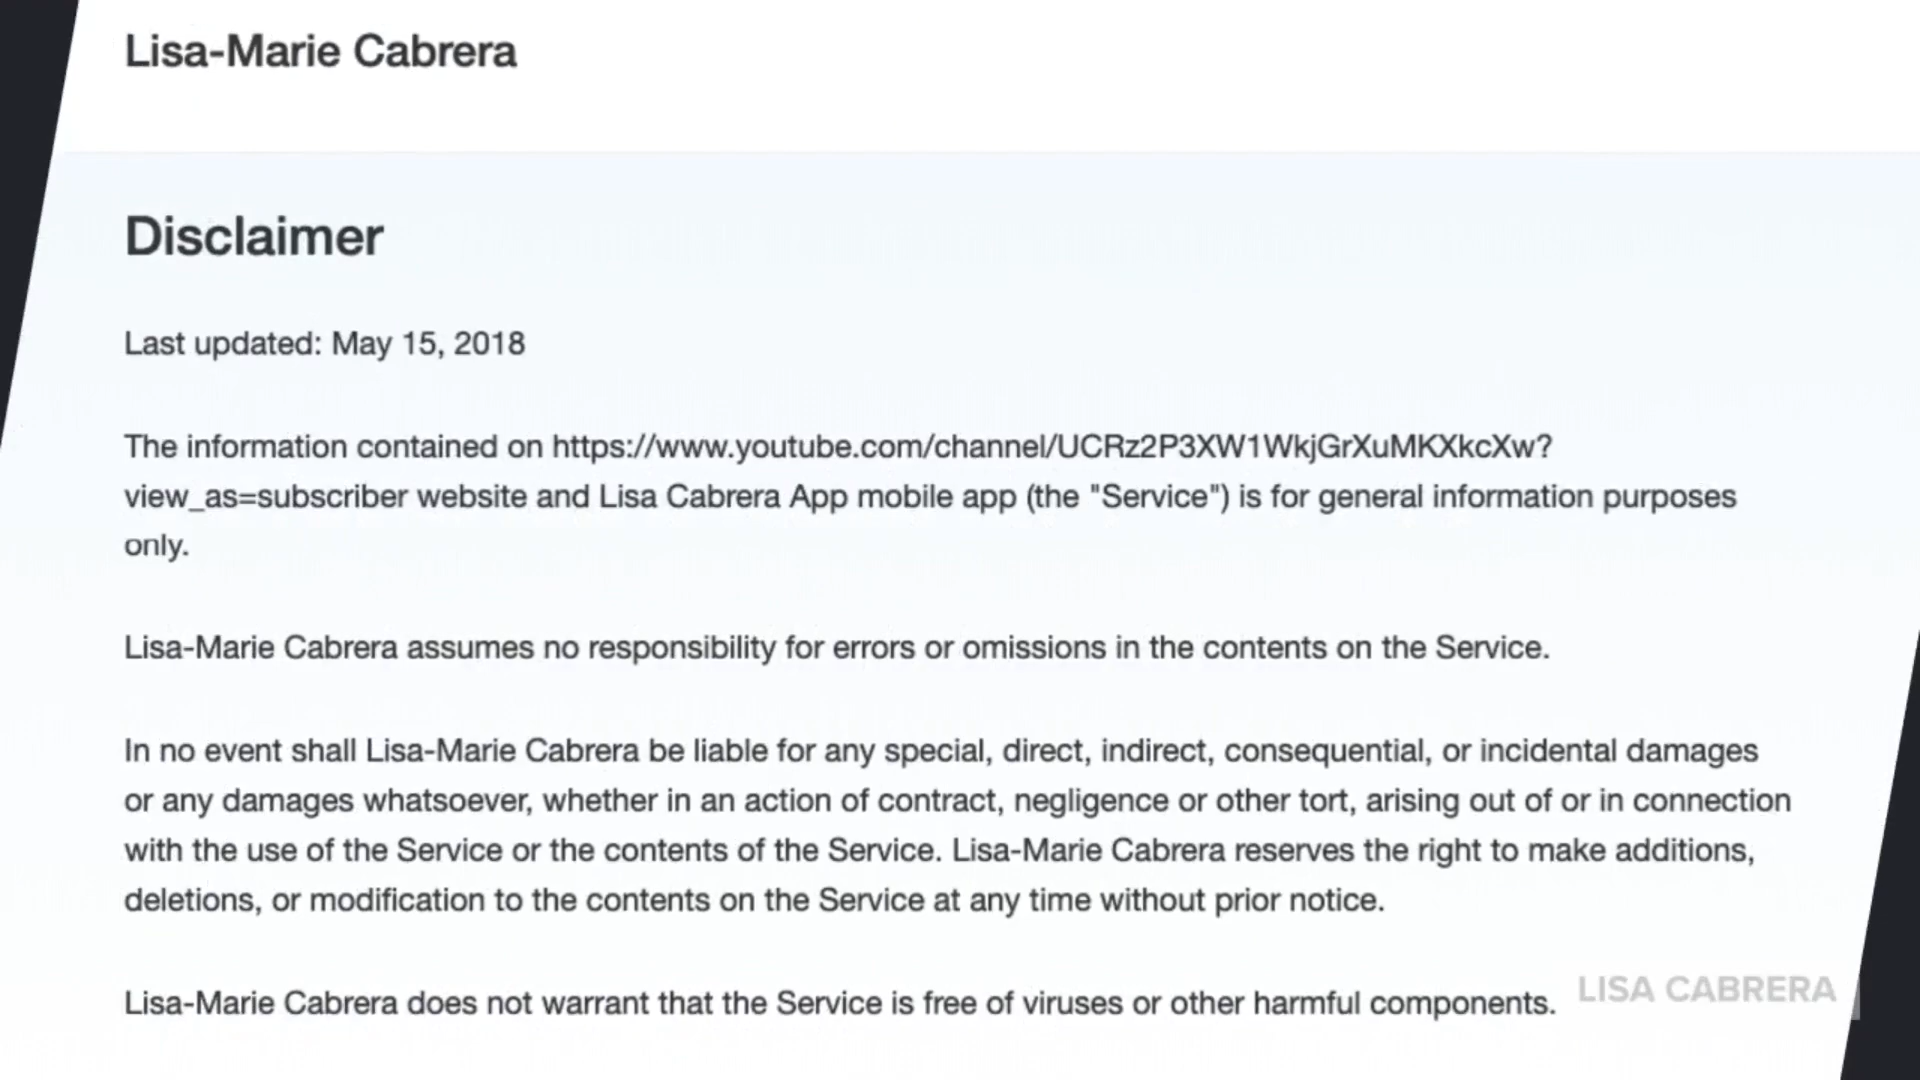 Lisa-Marie Cabrera
Disclaimer
Last updated: May 15, 2018
The information contained on https://www.youtube.com/channel/UCRz2P3XW1WkjGrXuMKXkcXw?
view_as=subscriber website and Lisa Cabrera App mobile app (the "Service") is for general information purposes
only.
Lisa-Marie Cabrera assumes no responsibility for errors or omissions in the contents on the Service.
In no event shall Lisa-Marie Cabrera be liable for any special, direct, indirect, consequential, or incidental damages
or any damages whatsoever, whether in an action of contract, negligence or other tort, arising out of or in connection
with the use of the Service or the contents of the Service. Lisa-Marie Cabrera reserves the right to make additions,
deletions, or modification to the contents on the Service at any time without prior notice.
Lisa-Marie Cabrera does not warrant that the Service is free of viruses or other harmful components.
LISA CABRERA